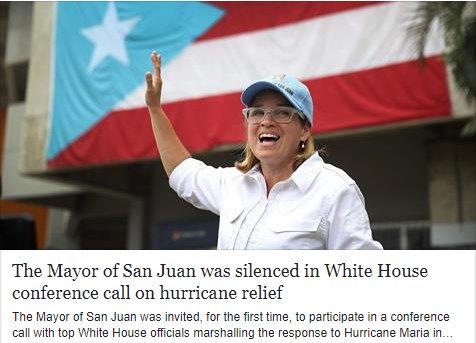 The Mayor of San Juan was silenced in White House
conference call on hurricane relief
The Mayor of San Juan was invited, for the first time, to participate in a conference
call with top White House officials marshalling the response to Hurricane Maria in...